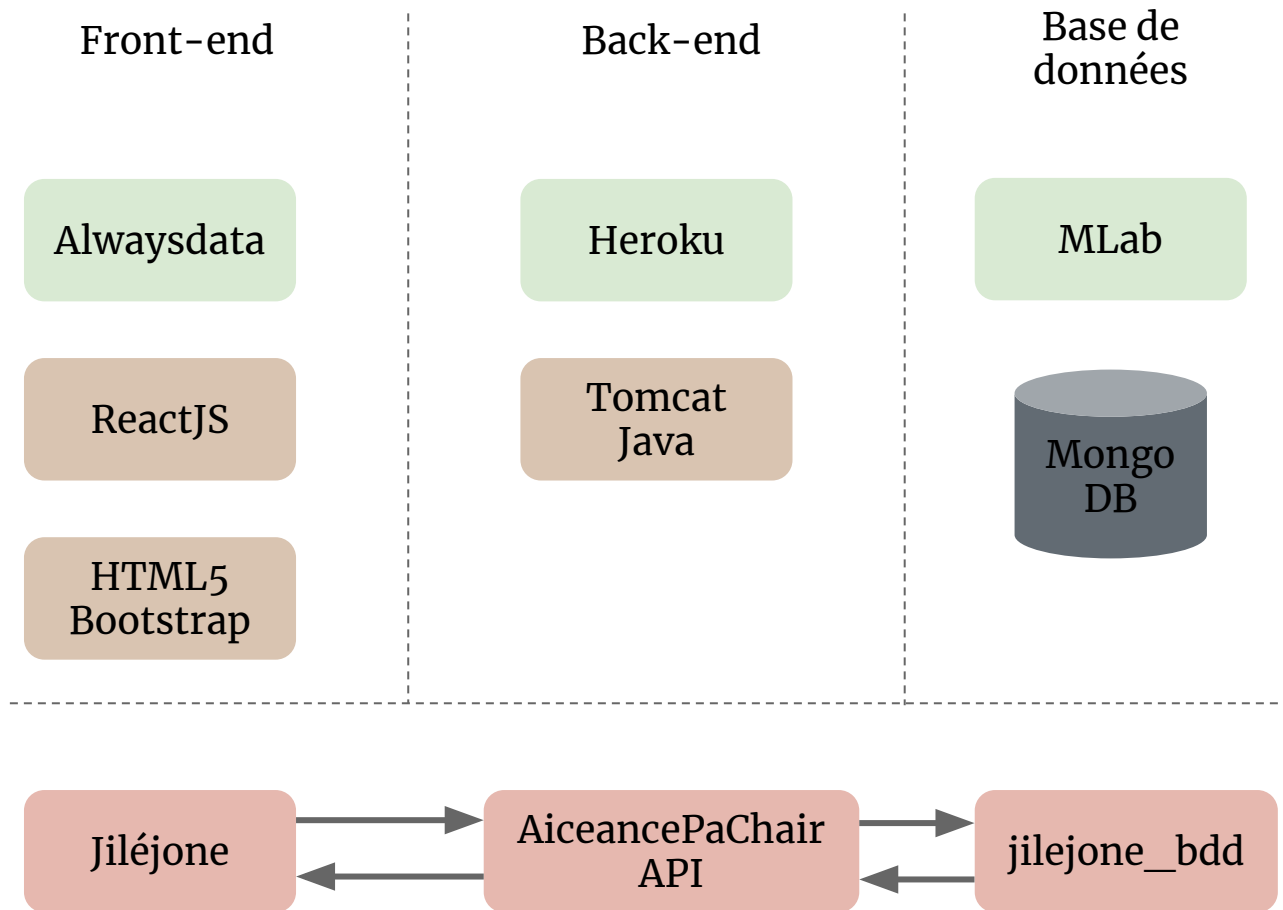 Front-end
Back-end
Base de
données
Alwaysdata
Heroku
MLab
ReactJS
Tomcat
Java
Mongo
DB
HTML5
Bootstrap
Jiléjone
AiceancePaChair
API
jilejone_bdd